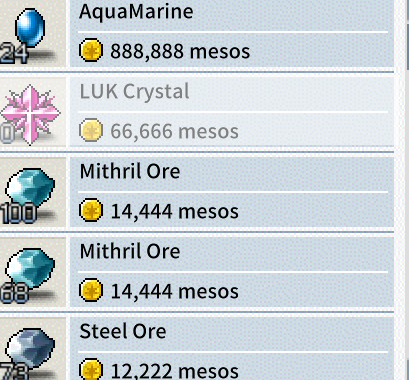 AquaMarine
24
888,888 mesos
LUK Crystal
0
66,666 mesos
Mithril Ore
100
14,444 mesos
Mithril Ore
68
14,444 mesos
Steel Ore
73
12,222 mesos